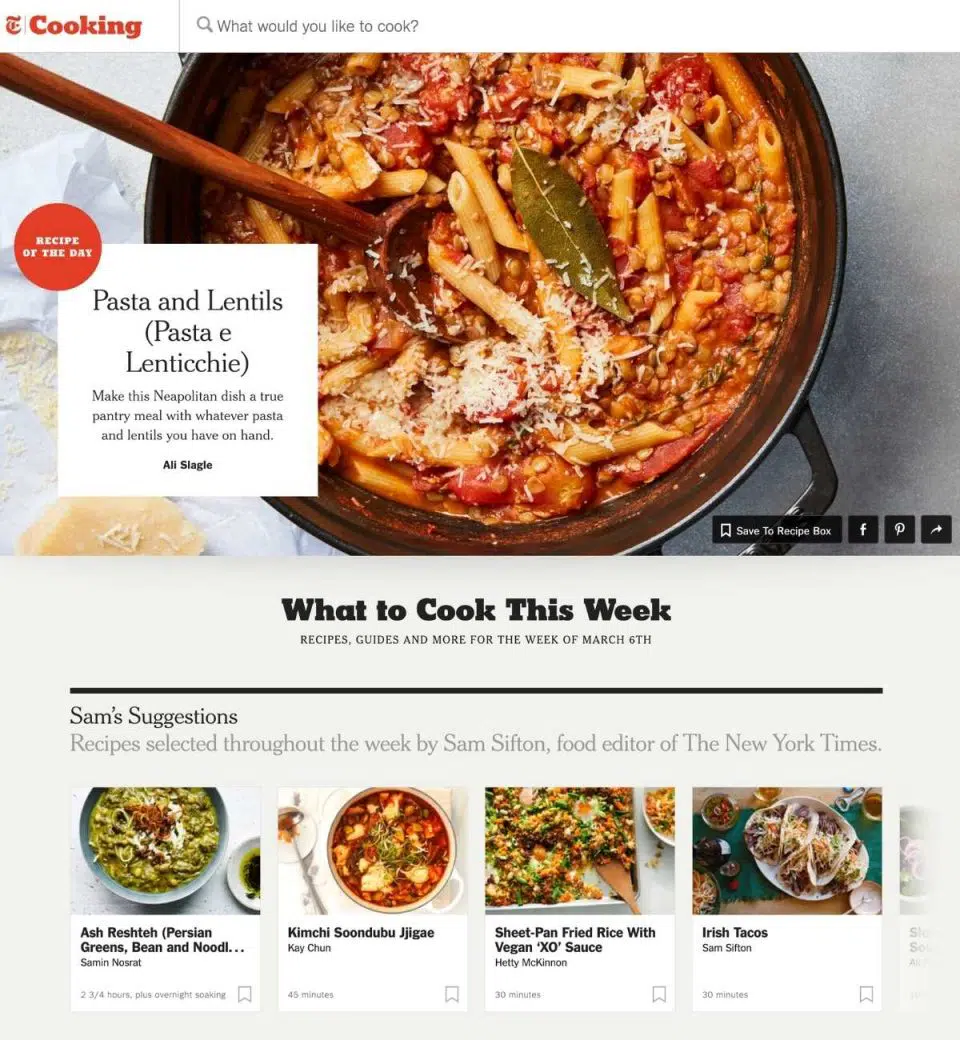 Cooking
What would you like to cook?
RECIPE
OF THE DAY
Pasta and Lentils
(Pasta e
Lenticchie)
Make this Neapolitan dish a true
pantry meal with whatever pasta
and lentils you have on hand.
Ali Slagle
Save To Recipe Box
What to Cook This Week
RECIPES, GUIDES AND MORE FOR THE WEEK OF MARCH 6TH
Sam's Suggestions
Recipes selected throughout the week by Sam Sifton, food editor of The New York Times.
Ash Reshteh (Persian
Greens, Bean and Noodl...
Samin Nosrat
2 3/4 hours, plus overnight soaking
Kimchi Soondubu Jjigae
Kay Chun
45 minutes
Sheet-Pan Fried Rice With
Vegan ‘XO’ Sauce
Hetty McKinnon
30 minutes
Irish Tacos
Sam Sifton
30 minutes